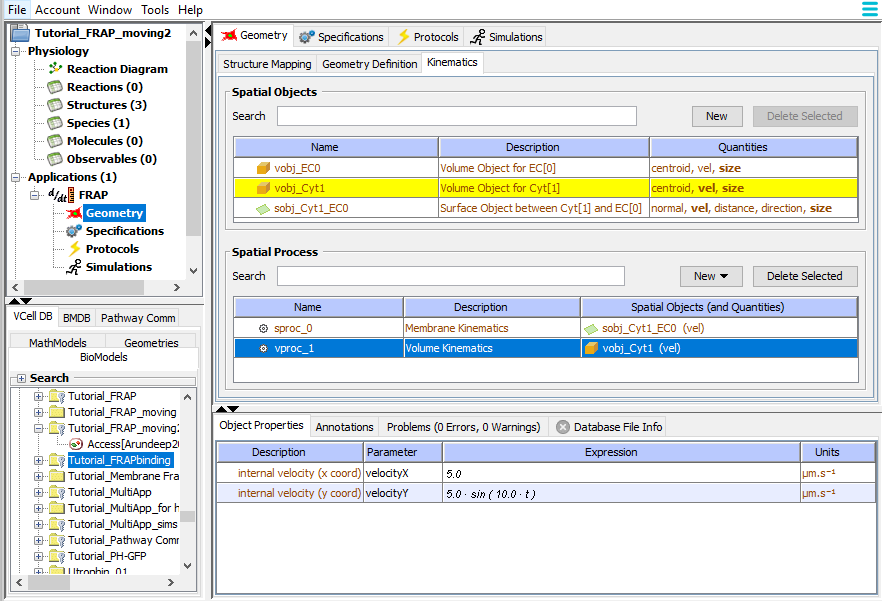 File Account Window Tools Help
Tutorial_FRAP_moving2
Physiology
Reaction Diagram
Reactions (0)
Structures (3)
Species (1)
Molecules (0)
Observables (0)
Applications (1)
d/dt FRAP
Geometry
Specifications
Protocols
Simulations
VCell DB BMDB Pathway Comm
MathModels Geometries
BioModels
Search
Tutorial_FRAP
Tutorial_FRAP_moving
Tutorial_FRAP_moving2
Access[Arundeep20
Tutorial_FRAPbinding
Tutorial_Membrane Fra
Tutorial_MultiApp
Tutorial_MultiApp_for h
Tutorial_MultiApp_sims
Tutorial_Pathway Comm
Tutorial_PH-GFP
Utrophin_01
Geometry Specifications Protocols Simulations
Structure Mapping Geometry Definition Kinematics
Spatial Objects
Search New Delete Selected
Name Description Quantities
vobj_EC0 Volume Object for EC[0] centroid, vel, size
vobj_Cyt1 Volume Object for Cyt[1] centroid, vel, size
sobj_Cyt1_EC0 Surface Object between Cyt[1] and EC[0] normal, vel, distance, direction, size
Spatial Process
Search New Delete Selected
Name Description Spatial Objects (and Quantities)
sproc_0 Membrane Kinematics sobj_Cyt1_EC0 (vel)
vproc_1 Volume Kinematics vobj_Cyt1 (vel)
Object Properties Annotations Problems (0 Errors, 0 Warnings) Database File Info
Description Parameter Expression Units
internal velocity (x coord) velocityX 5.0 µm.s⁻¹
internal velocity (y coord) velocityY 5.0 · sin ( 10.0 · t ) µm.s⁻¹